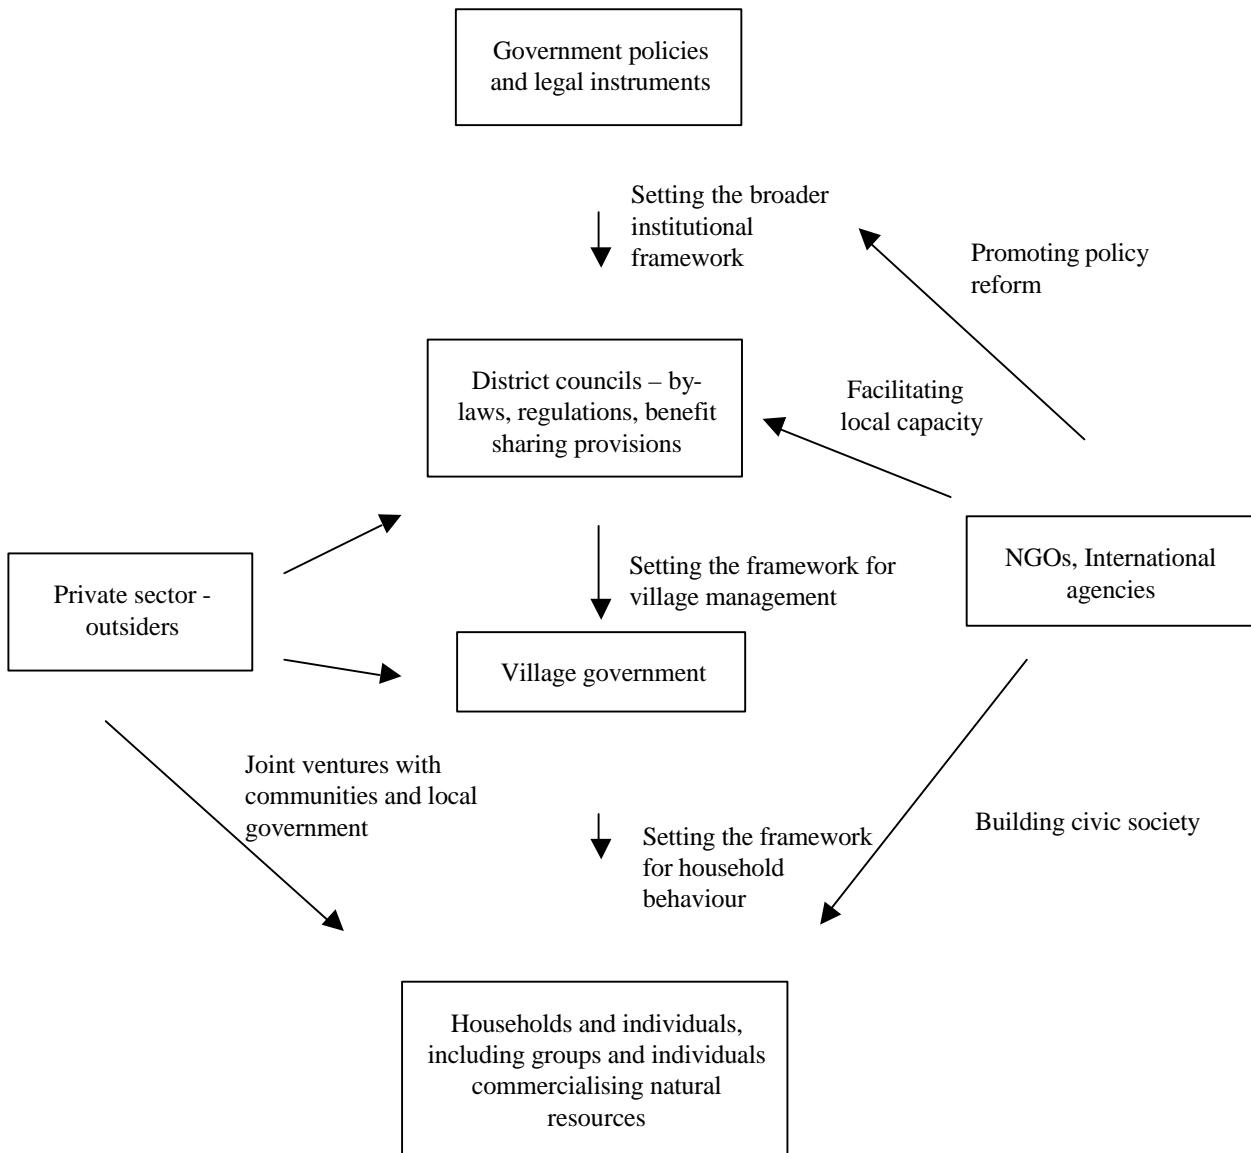 Government policies
and legal instruments
Setting the broader
institutional
framework
Promoting policy
reform
District councils – by-
laws, regulations, benefit
sharing provisions
Facilitating
local capacity
Private sector -
outsiders
Setting the framework for
village management
NGOs, International
agencies
Village government
Joint ventures with
communities and local
government
Setting the framework
for household
behaviour
Building civic society
Households and individuals,
including groups and individuals
commercialising natural
resources